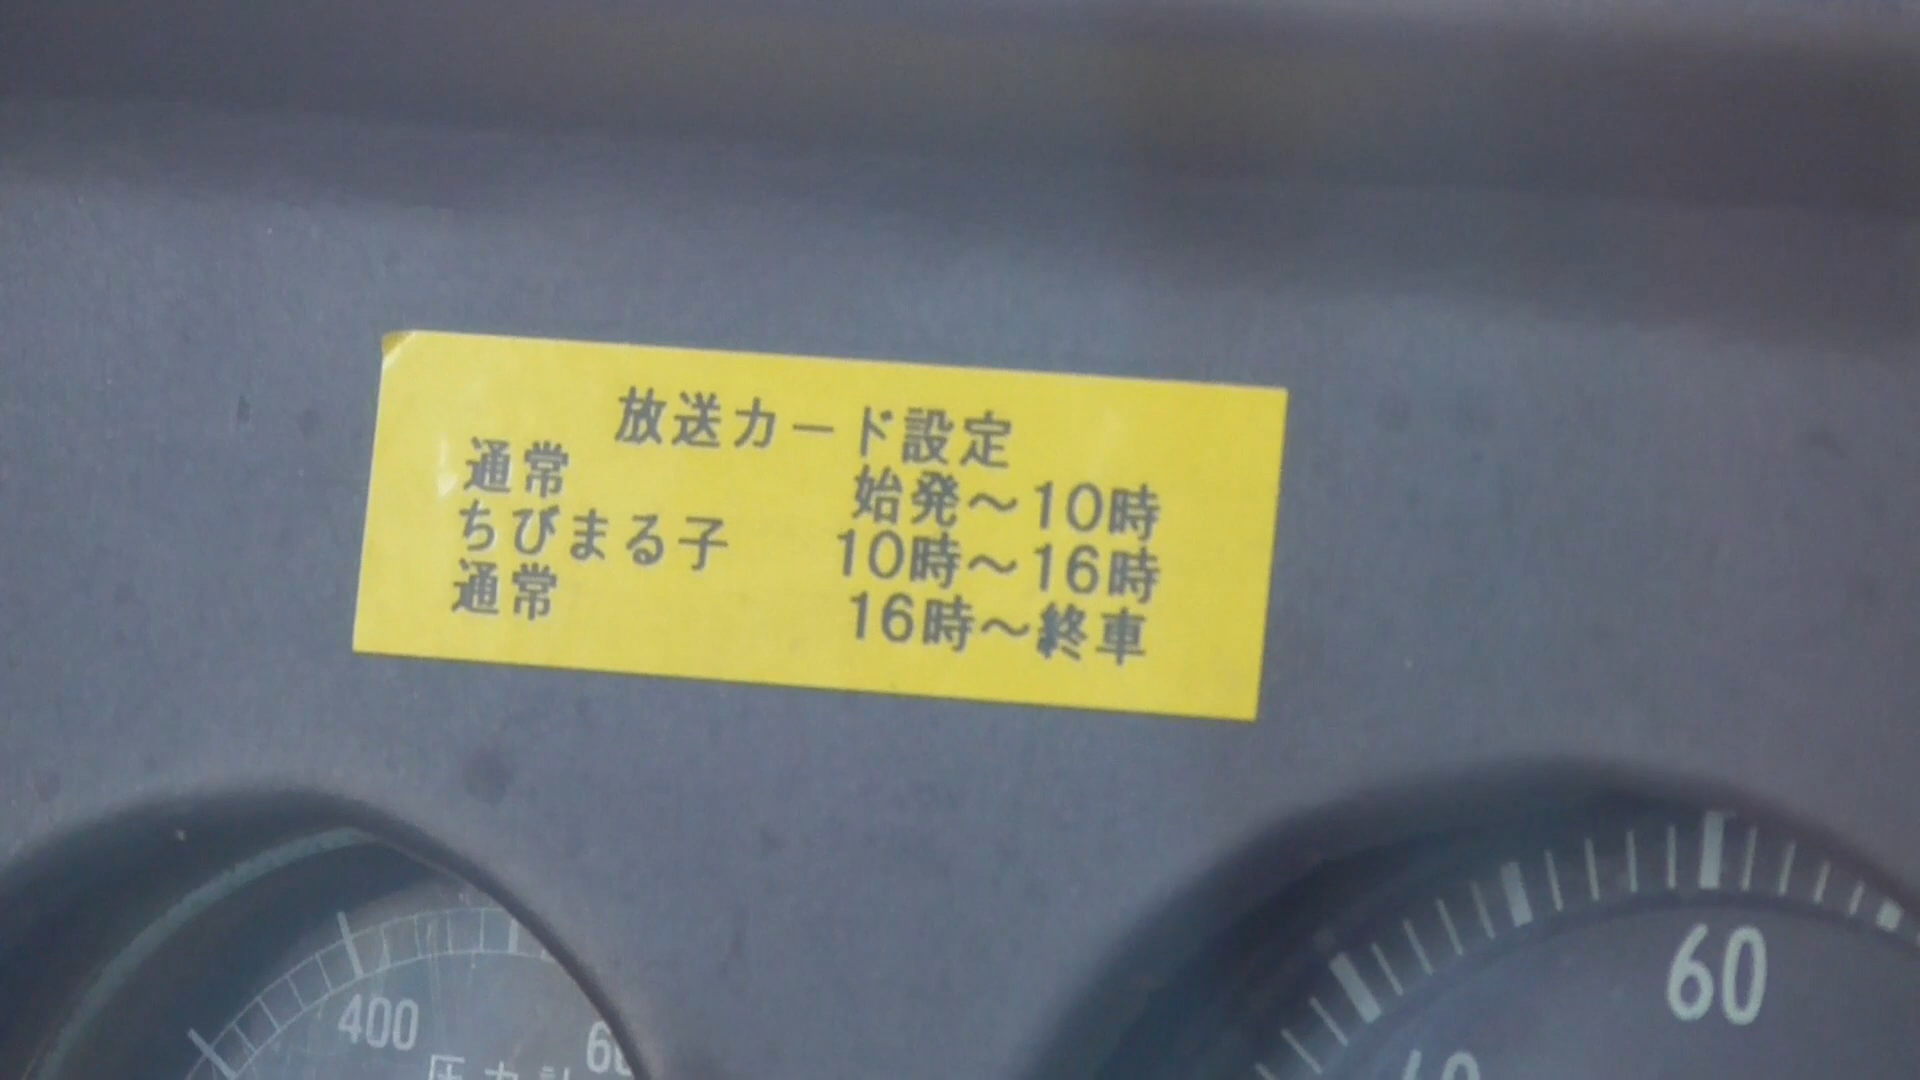 放送カード設定
通常 始発～10時
ちびまる子 10時～16時
通常 16時～終車
400
60